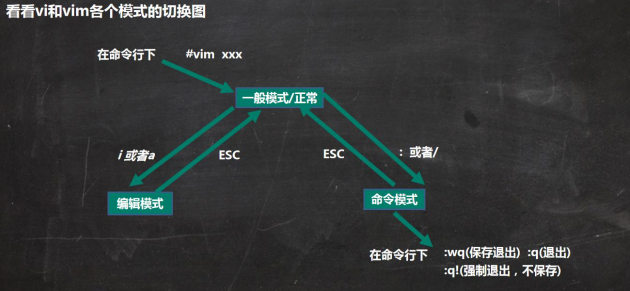 看看vi和vim各个模式的切换图
在命令行下 #vim xxx
一般模式/正常
i 或者a
ESC
ESC
: 或者/
编辑模式
命令模式
在命令行下
:wq(保存退出) :q(退出)
:q!(强制退出，不保存)